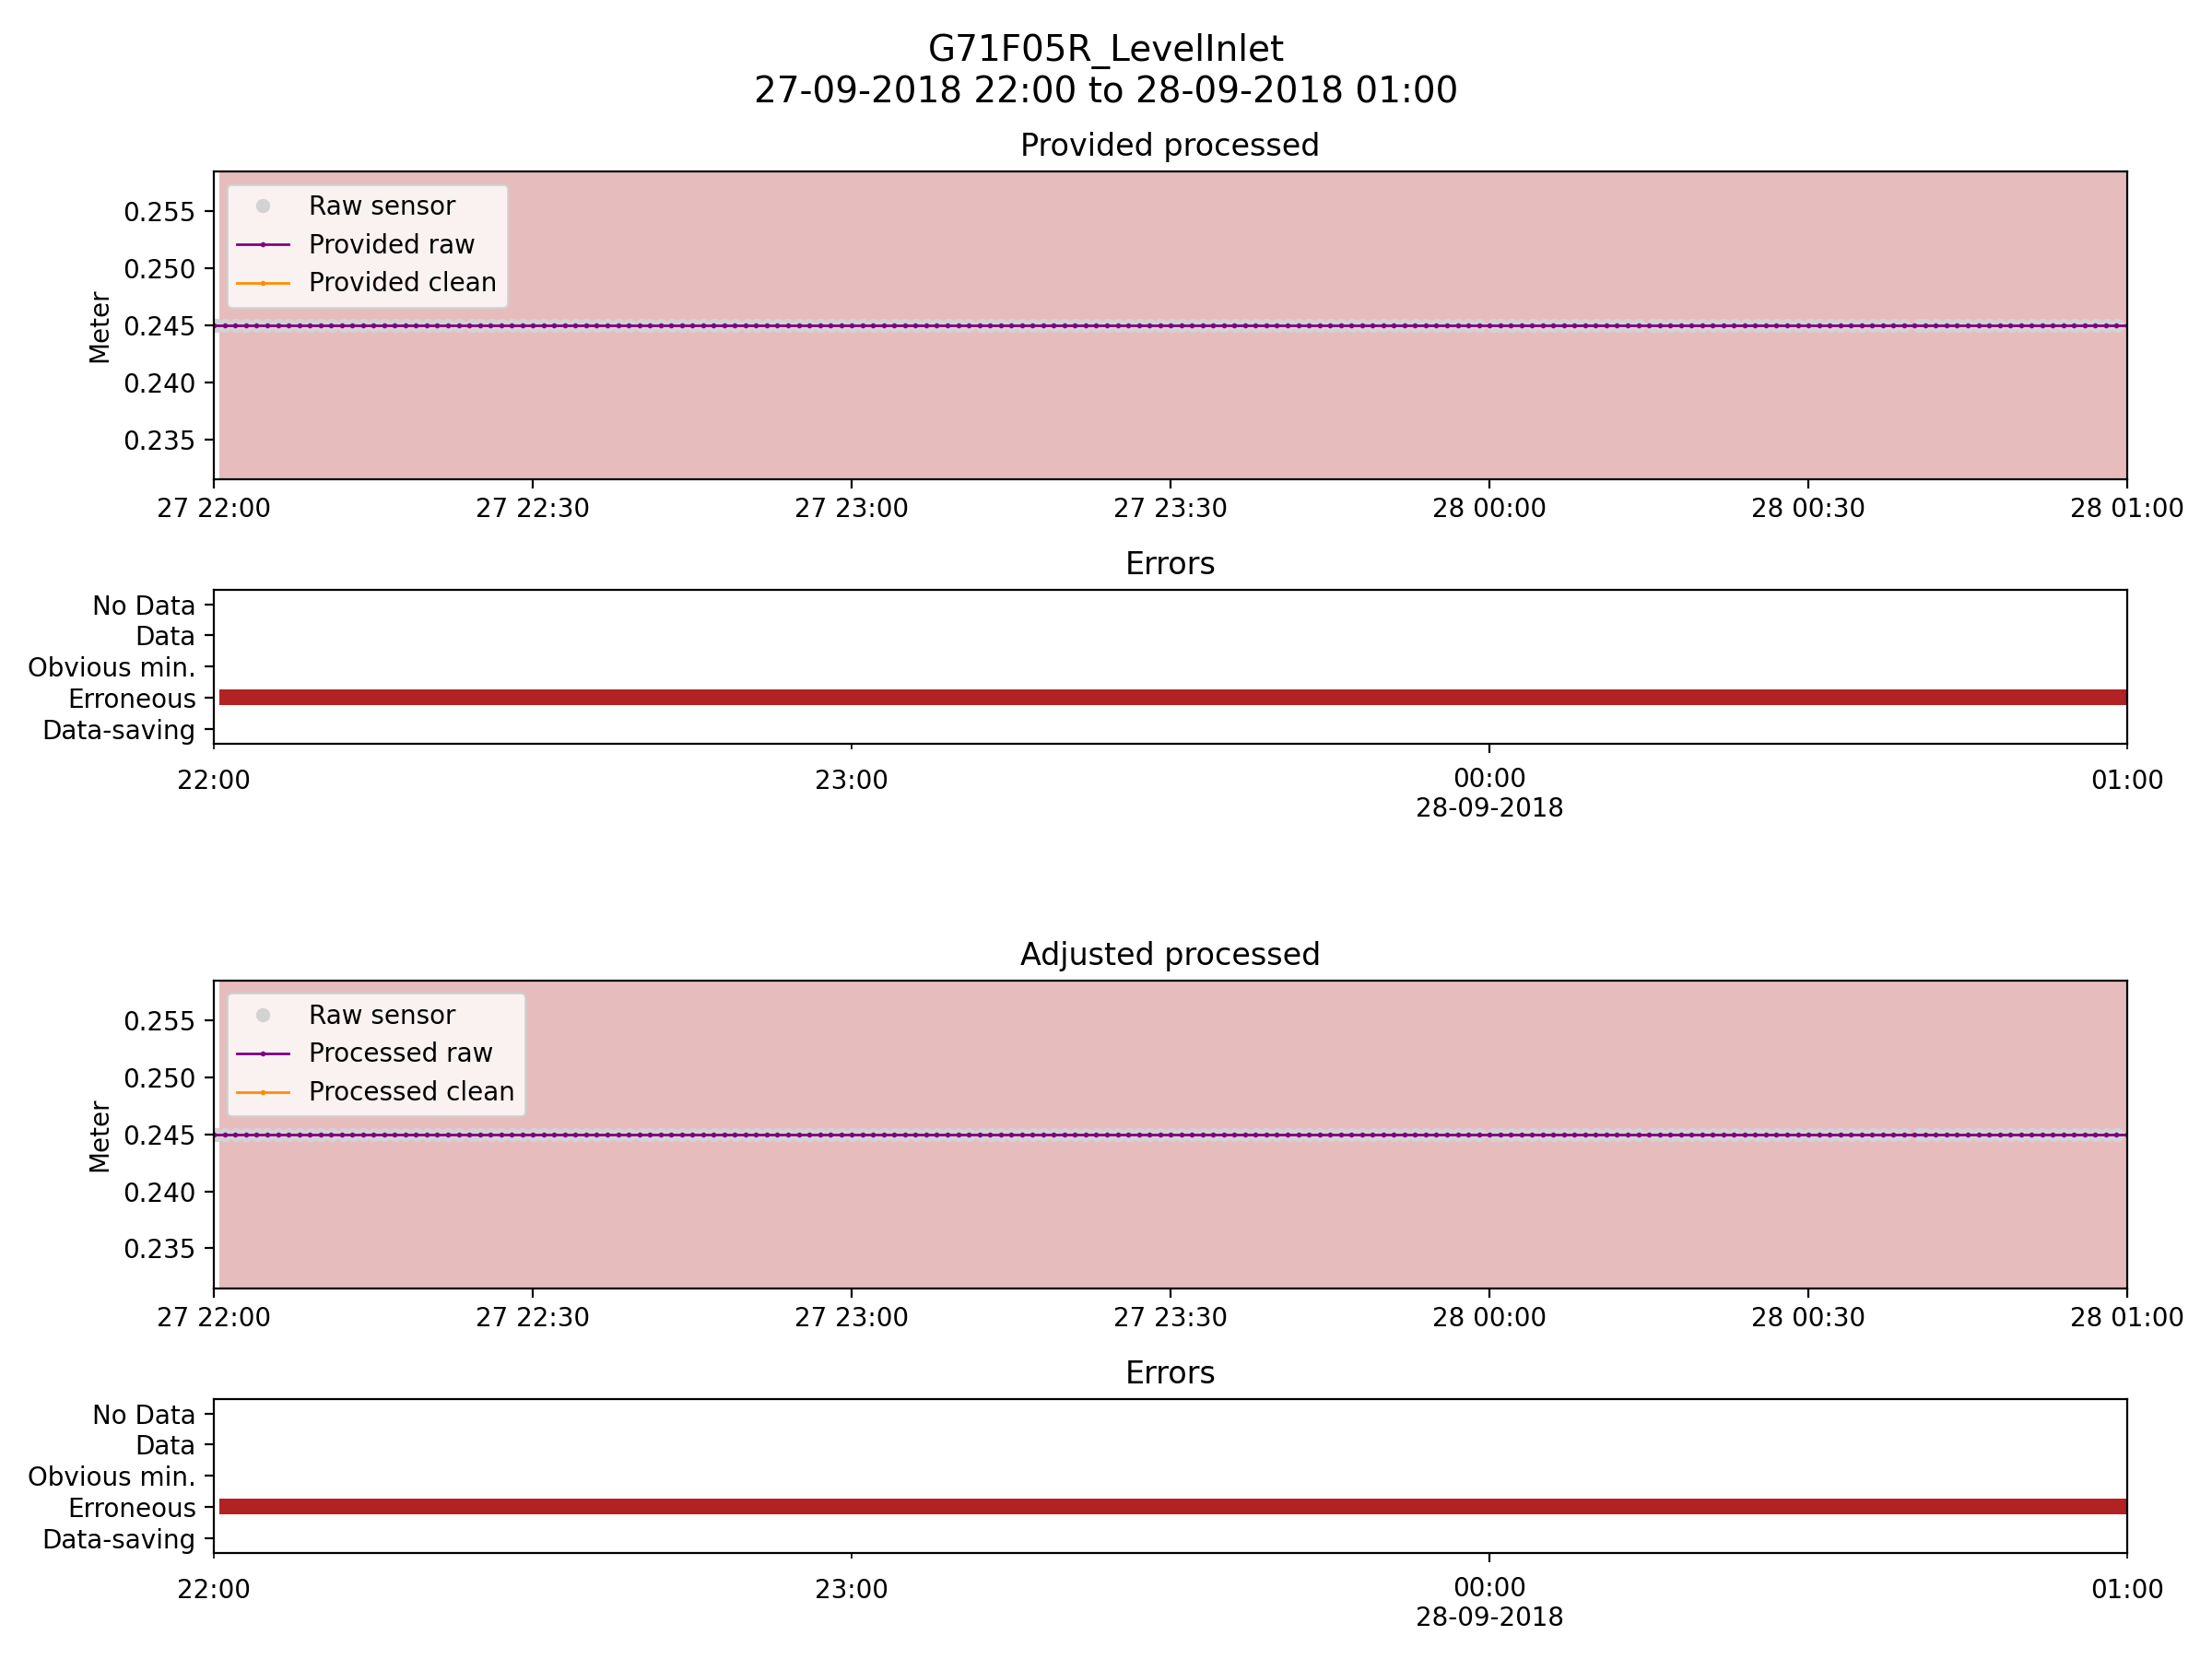 G71F05R_LevelInlet
27-09-2018 22:00 to 28-09-2018 01:00
Provided processed
Raw sensor
Provided raw
Provided clean
Meter
0.255
0.250
0.245
0.240
0.235
27 22:00 27 22:30 27 23:00 27 23:30 28 00:00 28 00:30 28 01:00
Errors
No Data
Data
Obvious min.
Erroneous
Data-saving
22:00 23:00 00:00 01:00
28-09-2018
Adjusted processed
Raw sensor
Processed raw
Processed clean
Meter
0.255
0.250
0.245
0.240
0.235
27 22:00 27 22:30 27 23:00 27 23:30 28 00:00 28 00:30 28 01:00
Errors
No Data
Data
Obvious min.
Erroneous
Data-saving
22:00 23:00 00:00 01:00
28-09-2018